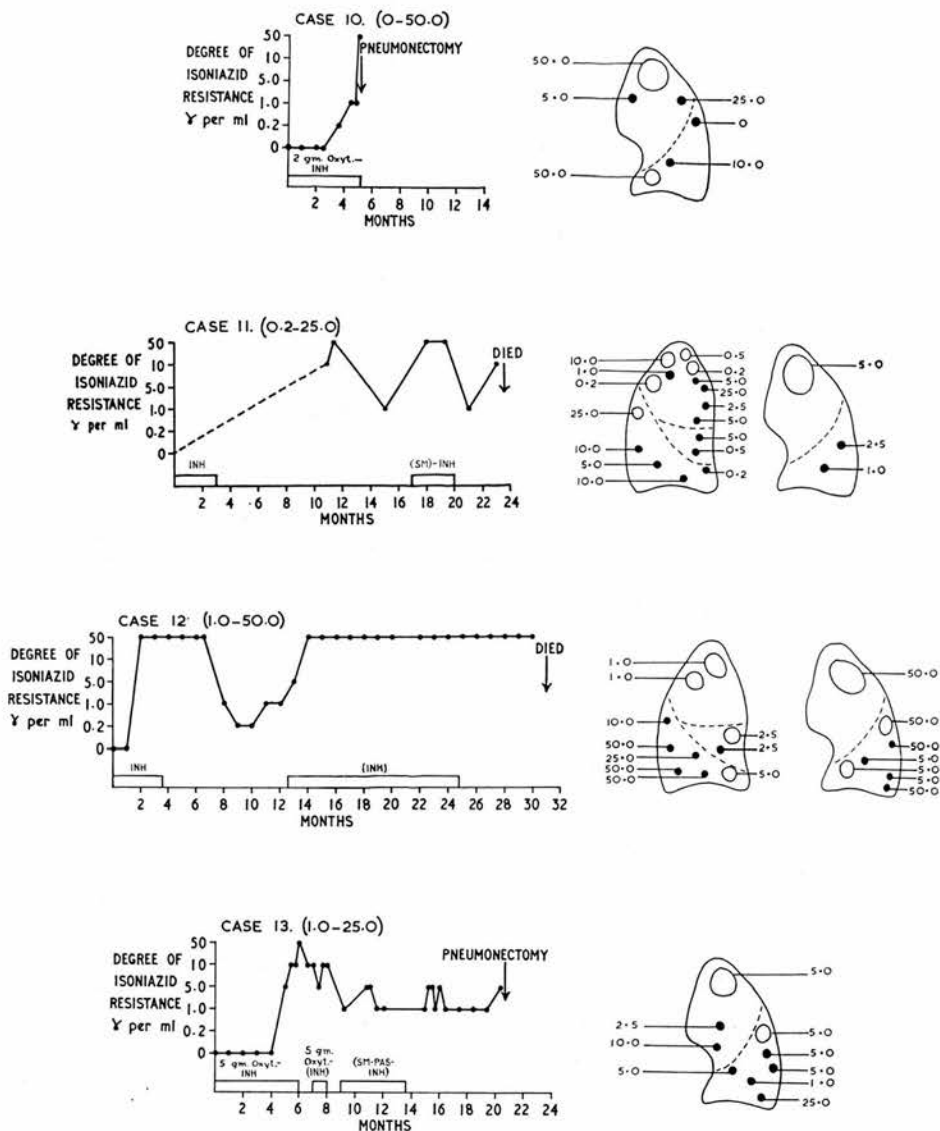 CASE 10. (0-50.0)
DEGREE OF
ISONIAZID
RESISTANCE
γ per ml
50
10
5.0
1.0
0.2
0
PNEUMONECTOMY
2 gm. Oxyt.-
INH
2 4 6 8 10 12 14
MONTHS
50.0
5.0
25.0
0
10.0
50.0
CASE 11. (0.2-25.0)
DEGREE OF
ISONIAZID
RESISTANCE
γ per ml
50
10
5.0
1.0
0.2
0
DIED
INH
(SM)-INH
2 4 .6 8 10 12 14 16 18 20 22 24
MONTHS
10.0
1.0
0.2
25.0
10.0
5.0
10.0
0.5
0.2
5.0
25.0
2.5
5.0
5.0
0.5
0.2
5.0
2.5
1.0
CASE 12. (1.0-50.0)
DEGREE OF
ISONIAZID
RESISTANCE
γ per ml
50
10
5.0
1.0
0.2
0
DIED
INH
(INH)
2 4 6 8 10 12 14 16 18 20 22 24 26 28 30 32
MONTHS
1.0
1.0
10.0
50.0
25.0
50.0
50.0
2.5
2.5
5.0
50.0
50.0
50.0
5.0
5.0
5.0
50.0
CASE 13. (1.0-25.0)
DEGREE OF
ISONIAZID
RESISTANCE
γ per ml
50
10
5.0
1.0
0.2
0
PNEUMONECTOMY
5 gm. Oxyt.-
INH
5 gm.
Oxyt.-
(INH)
(SM-PAS-
INH)
2 4 6 8 10 12 14 16 18 20 22 24
MONTHS
5.0
2.5
10.0
5.0
5.0
5.0
5.0
1.0
25.0